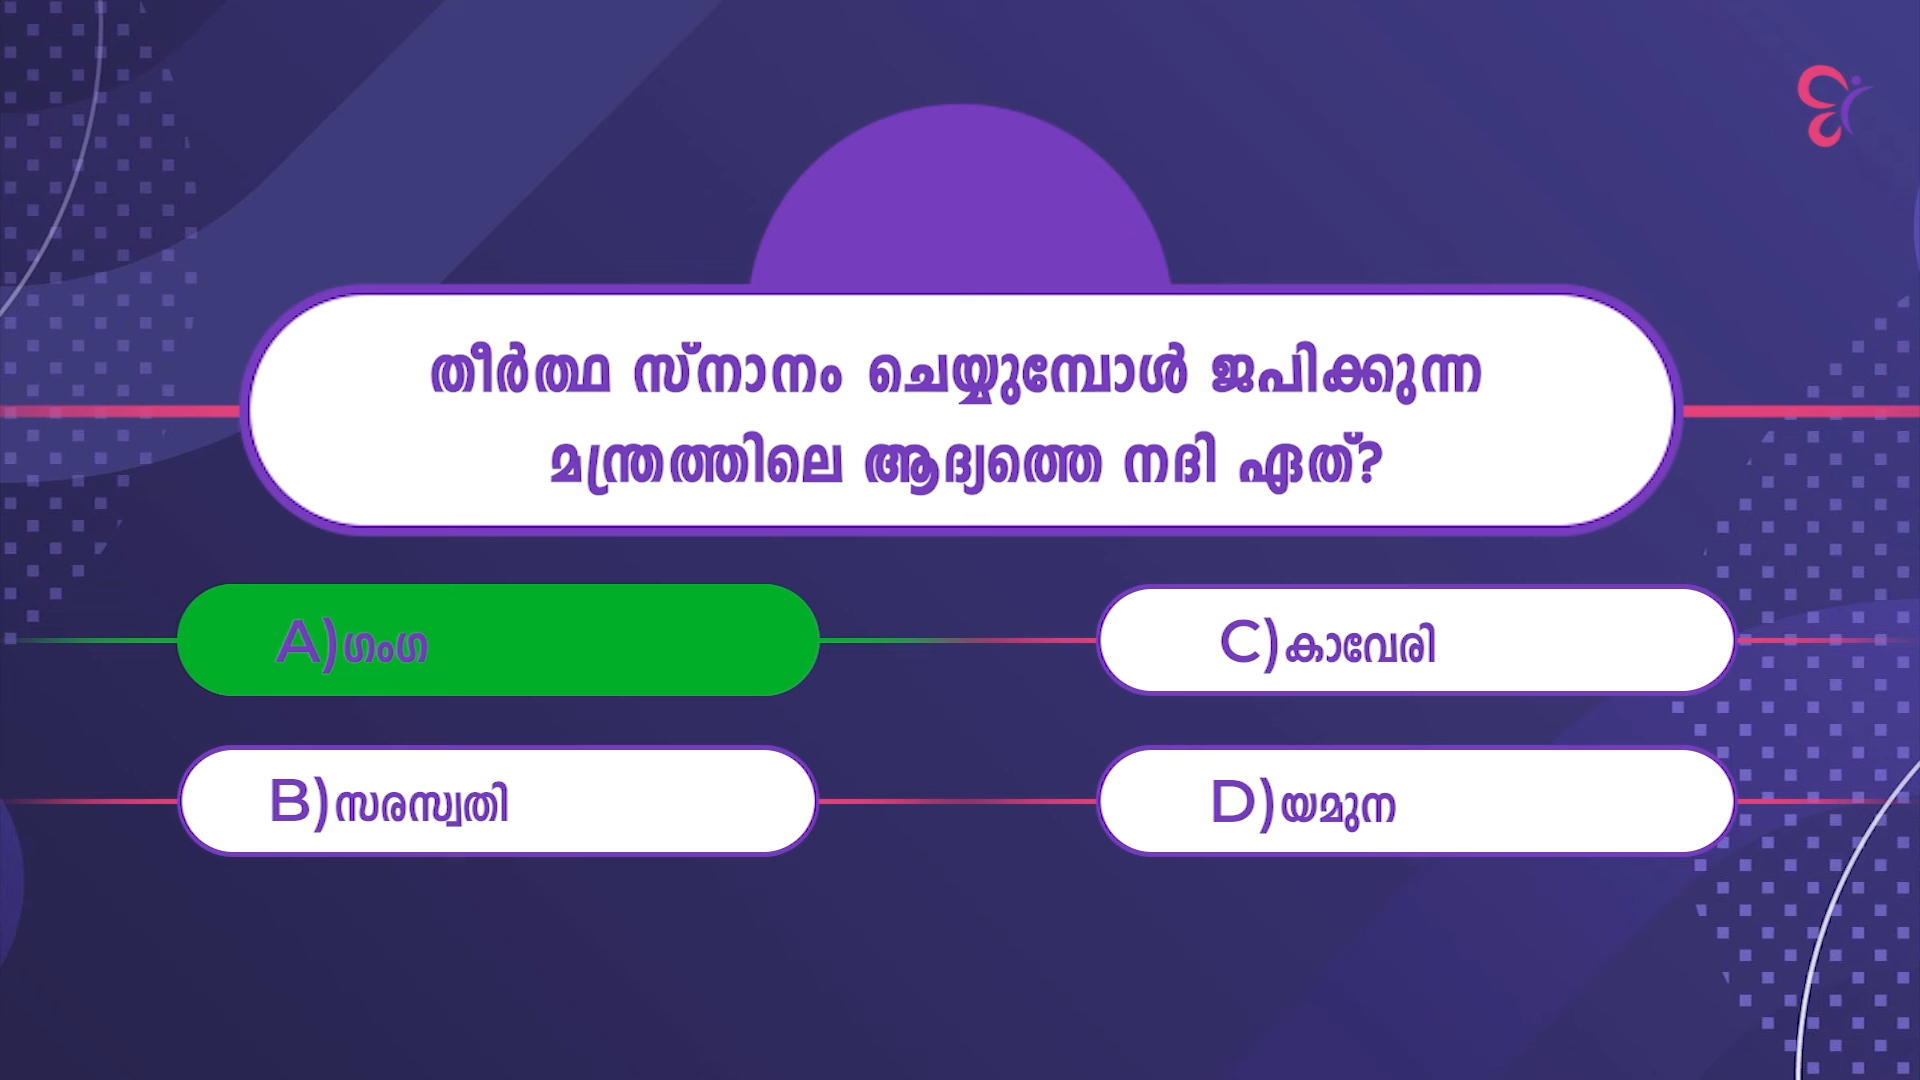 തീർത്ഥ സ്നാനം ചെയ്യുമ്പോൾ ജപിക്കുന്ന
മന്ത്രത്തിലെ ആദ്യത്തെ നദി ഏത്?
A)ഗംഗ
C)കാവേരി
B)സരസ്വതി
D)യമുന